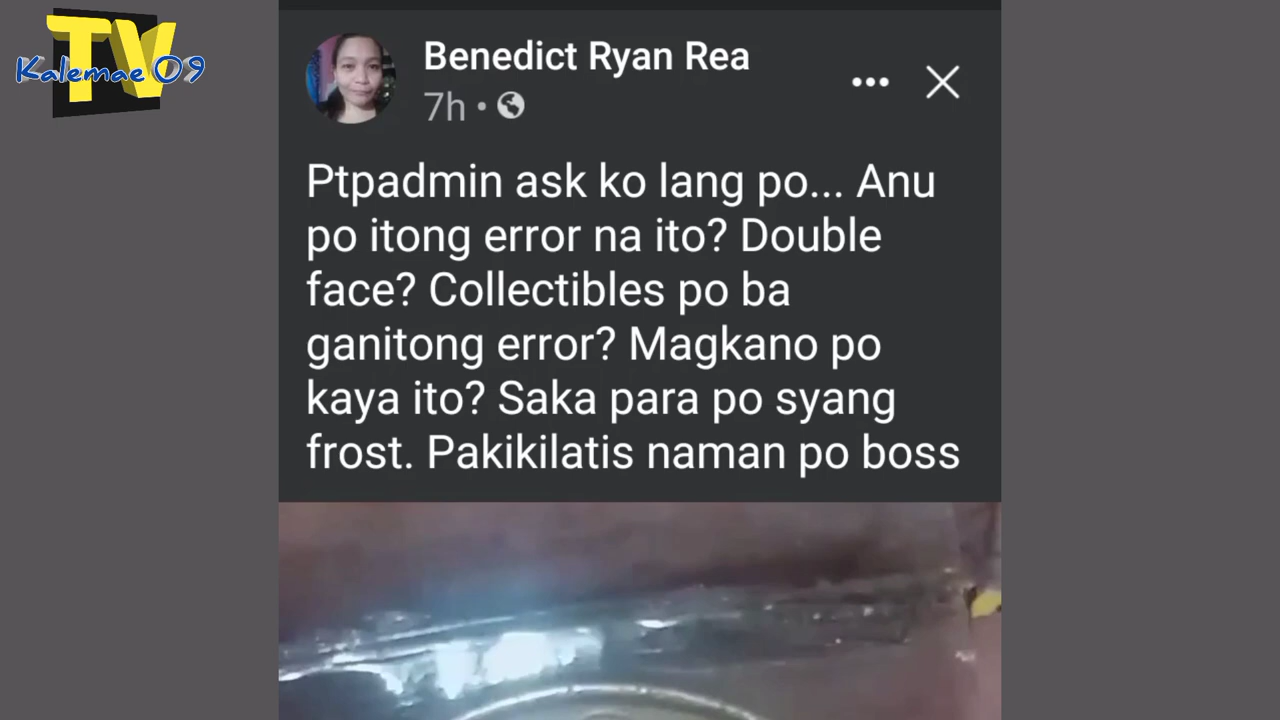 TV
Kalemae 09
Benedict Ryan Rea
7h
Ptpadmin ask ko lang po... Anu
po itong error na ito? Double
face? Collectibles po ba
ganitong error? Magkano po
kaya ito? Saka para po syang
frost. Pakikilatis naman po boss